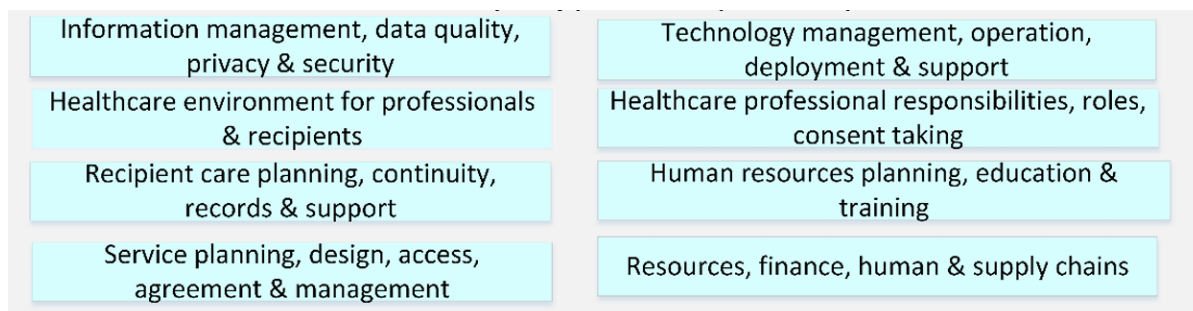 Information management, data quality,
privacy & security
Healthcare environment for professionals
& recipients
Recipient care planning, continuity,
records & support
Service planning, design, access,
agreement & management
Technology management, operation,
deployment & support
Healthcare professional responsibilities, roles,
consent taking
Human resources planning, education &
training
Resources, finance, human & supply chains